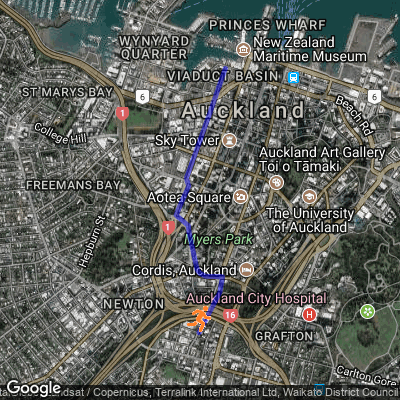 PRINCES WHARF
WYNYARD
QUARTER
New Zealand
Maritime Museum
VIADUCT BASIN
ST MARYS BAY
6
6
1
Auckland
Beach Rd
College Hill
Sky Tower
Auckland Art Gallery
Toi o Tāmaki
FREEMANS BAY
Aotea Square
The University
of Auckland
Hepburn St
1
Myers Park
Cordis, Auckland
NEWTON
Auckland City Hospital
16
H
GRAFTON
Carlton Gore
Google
dsat / Copernicus, Terralink International Ltd, Waikato District Council